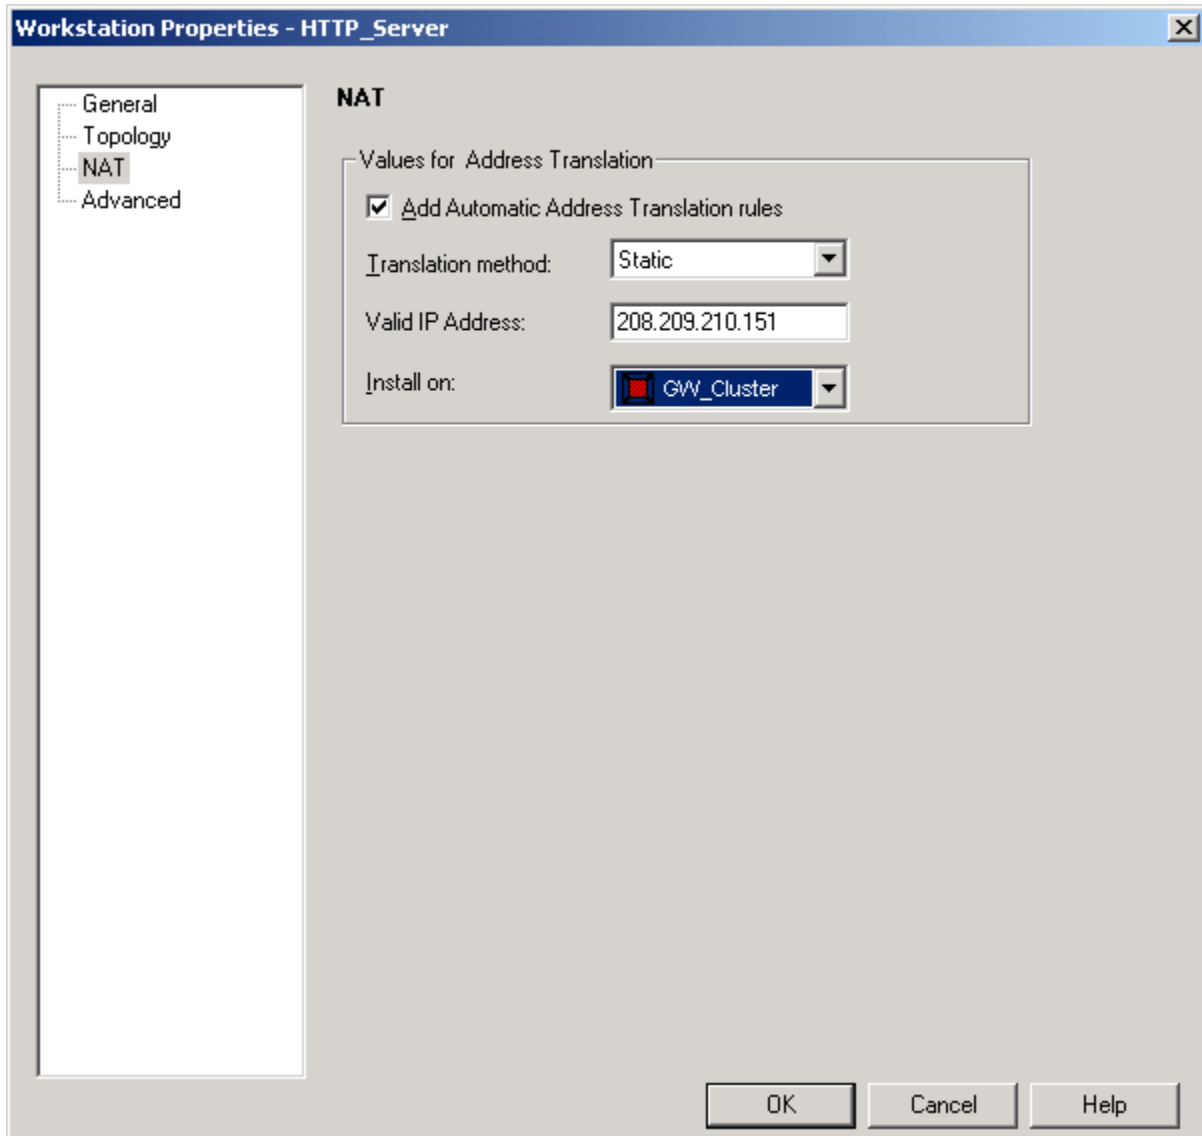 Workstation Properties - HTTP_Server
General
Topology
NAT
Advanced
NAT
Values for Address Translation
Add Automatic Address Translation rules
Translation method: Static
Valid IP Address: 208.209.210.151
Install on: GW_Cluster
OK Cancel Help